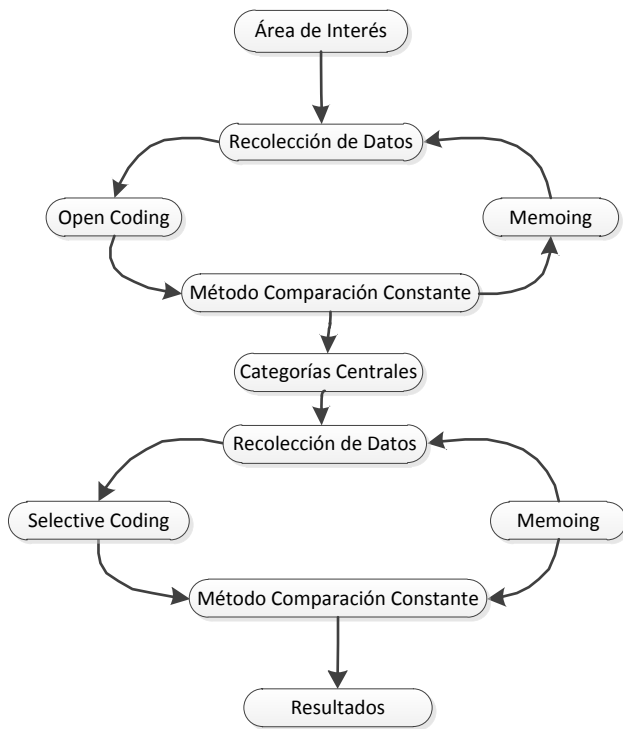 Área de Interés
Recolección de Datos
Open Coding
Memoing
Método Comparación Constante
Categorías Centrales
Recolección de Datos
Selective Coding
Memoing
Método Comparación Constante
Resultados